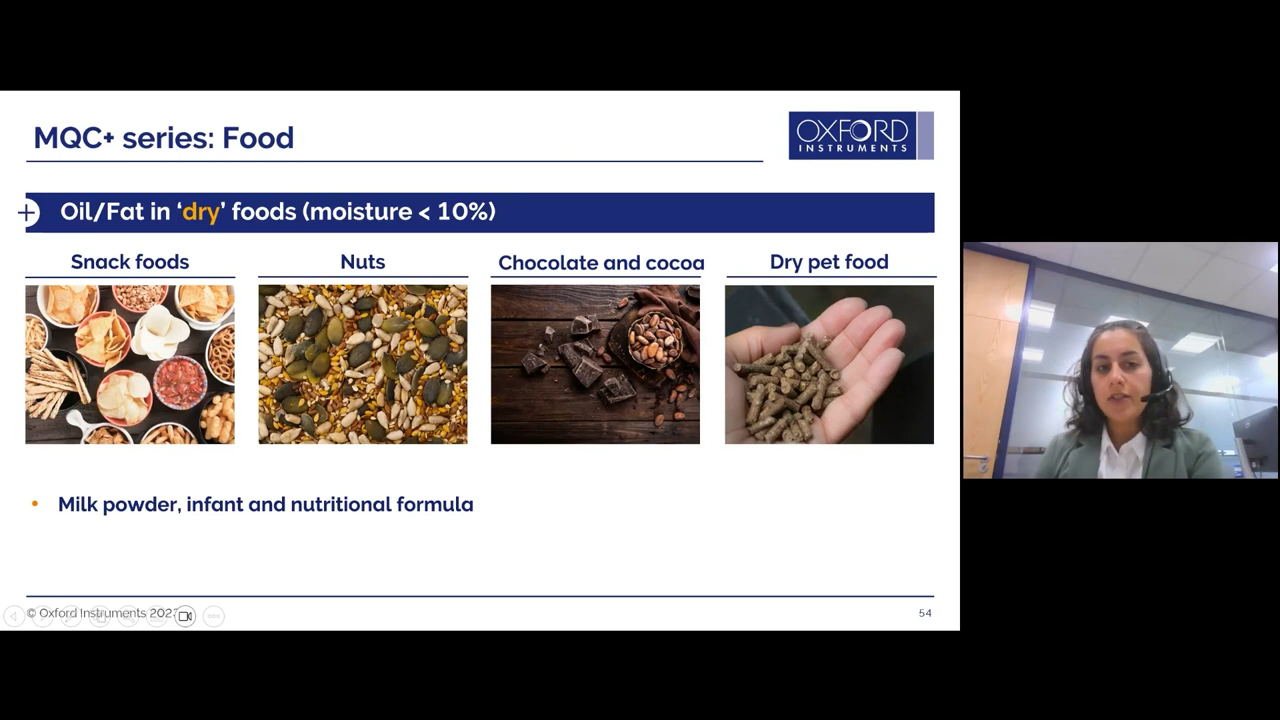 MQC+ series: Food
OXFORD
INSTRUMENTS
Oil/Fat in ‘dry’ foods (moisture < 10%)
Snack foods
Nuts
Chocolate and cocoa
Dry pet food
• Milk powder, infant and nutritional formula
© Oxford Instruments
54